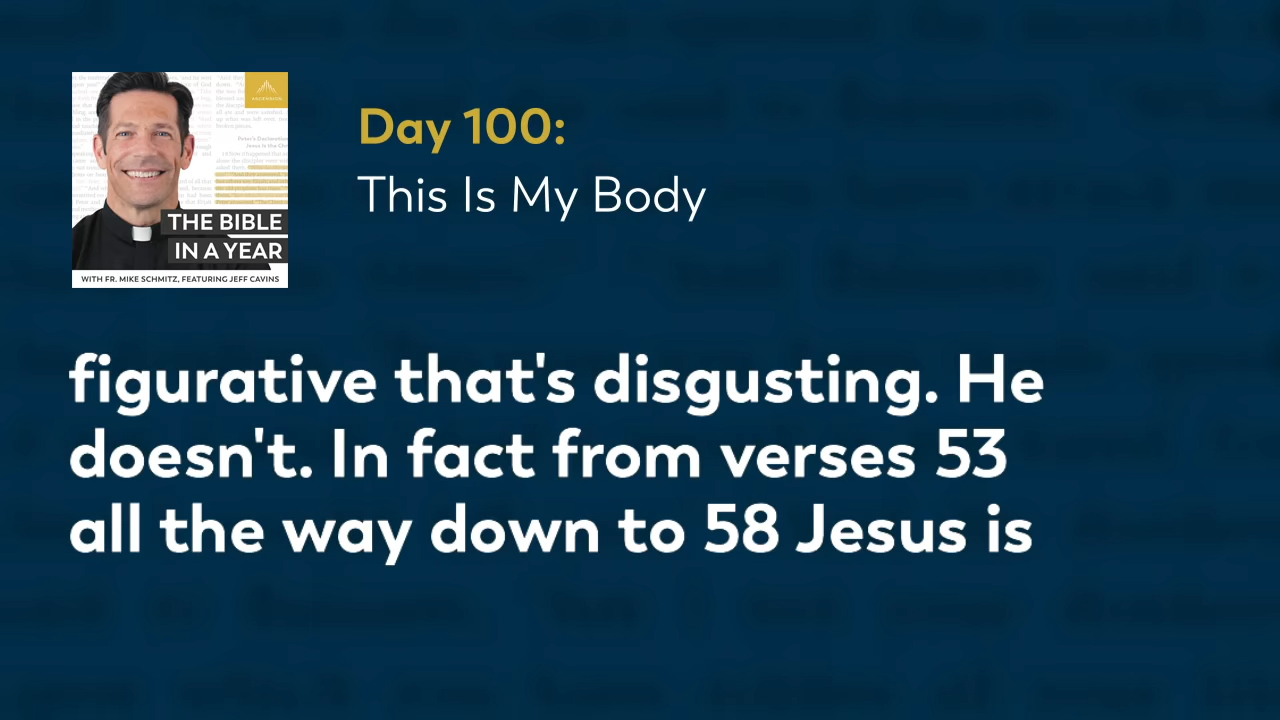 ASCENSION
THE BIBLE
IN A YEAR
WITH FR. MIKE SCHMITZ, FEATURING JEFF CAVINS
Day 100:
This Is My Body
figurative that's disgusting. He
doesn't. In fact from verses 53
all the way down to 58 Jesus is